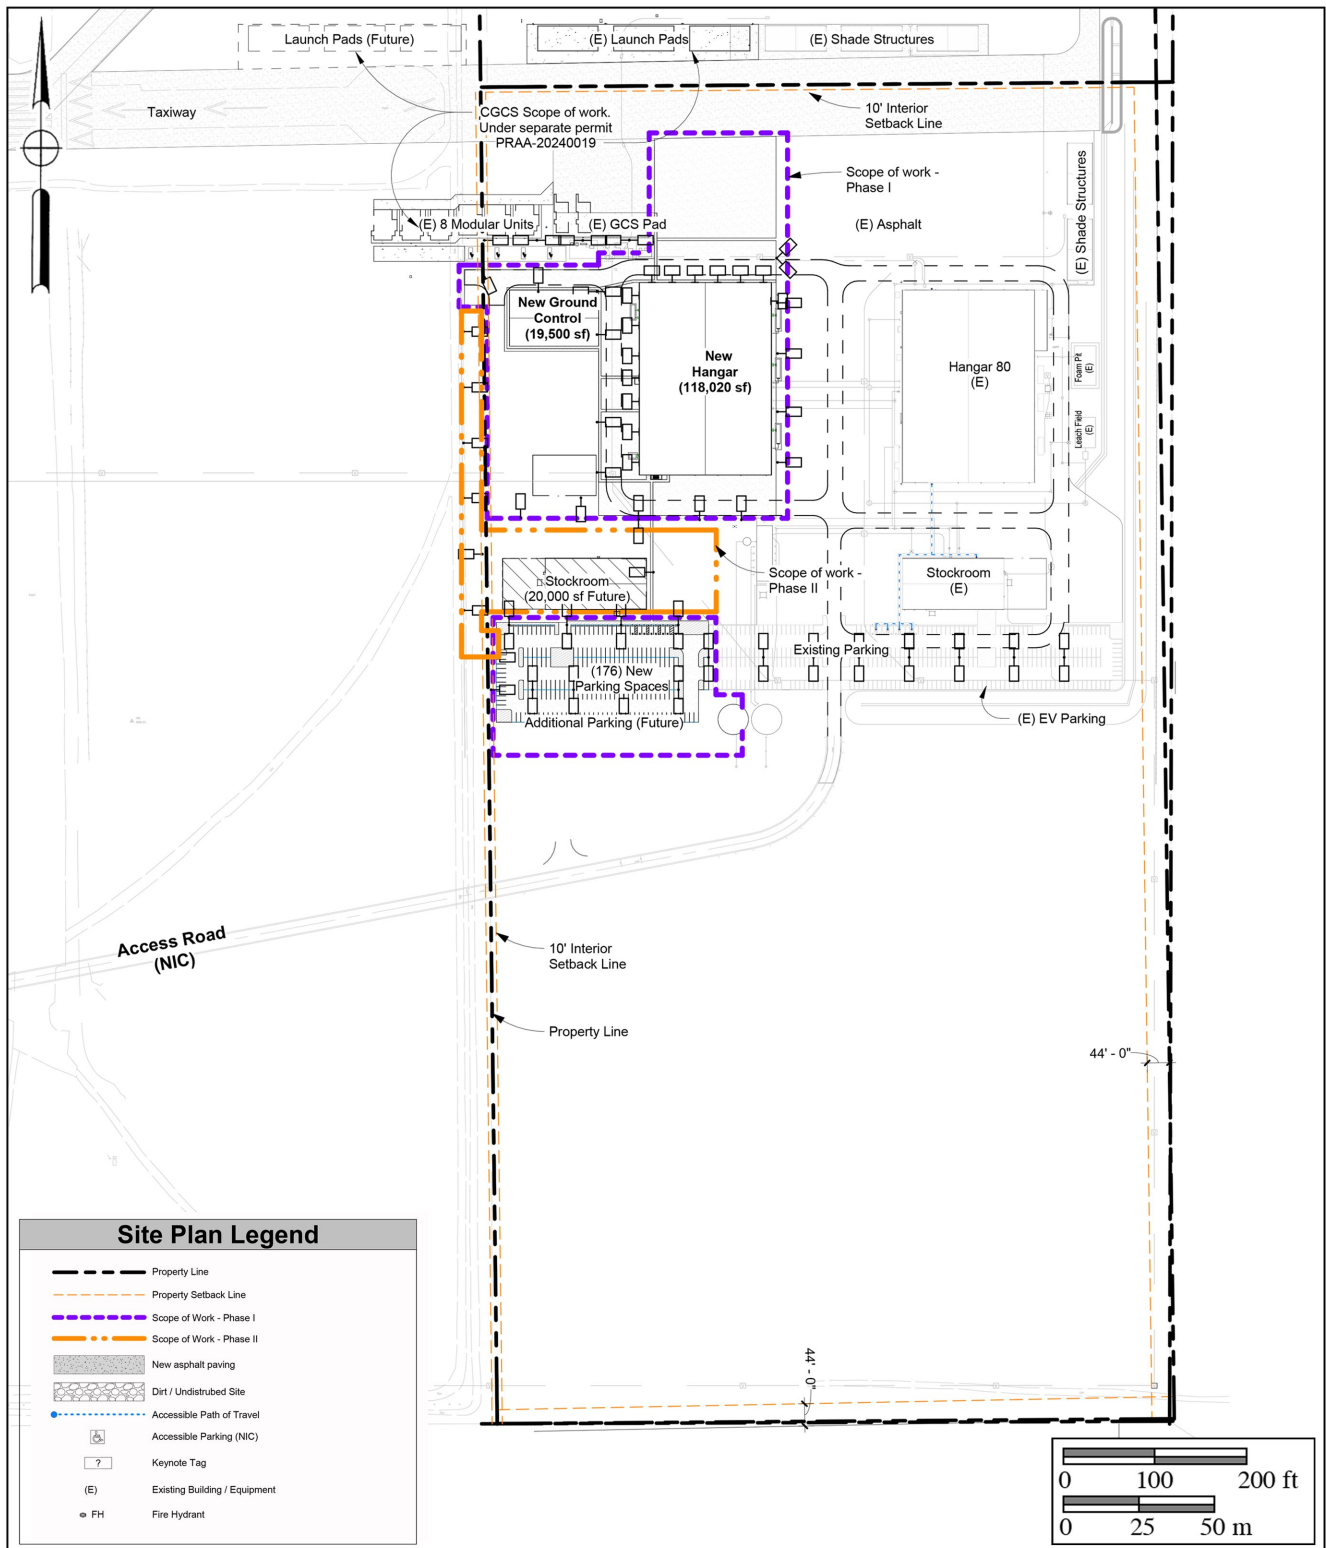 Launch Pads (Future)
(E) Launch Pads
(E) Shade Structures
Taxiway
CGCS Scope of work.
Under separate permit
PRAA-20240019
10' Interior
Setback Line
Scope of work -
Phase I
(E) Shade Structures
(E) 8 Modular Units
(E) GCS Pad
(E) Asphalt
New Ground
Control
(19,500 sf)
New
Hangar
(118,020 sf)
Hangar 80
(E)
Foam Pit
(E)
Leach Field
(E)
Stockroom
(20,000 sf Future)
Scope of work -
Phase II
Stockroom
(E)
Existing Parking
(176) New
Parking Spaces
Additional Parking (Future)
(E) EV Parking
Access Road
(NIC)
10' Interior
Setback Line
Property Line
44' - 0"
44' - 0"
Site Plan Legend
Property Line
Property Setback Line
Scope of Work - Phase I
Scope of Work - Phase II
New asphalt paving
Dirt / Undistrubed Site
Accessible Path of Travel
Accessible Parking (NIC)
? Keynote Tag
(E) Existing Building / Equipment
FH Fire Hydrant
0 100 200 ft
0 25 50 m